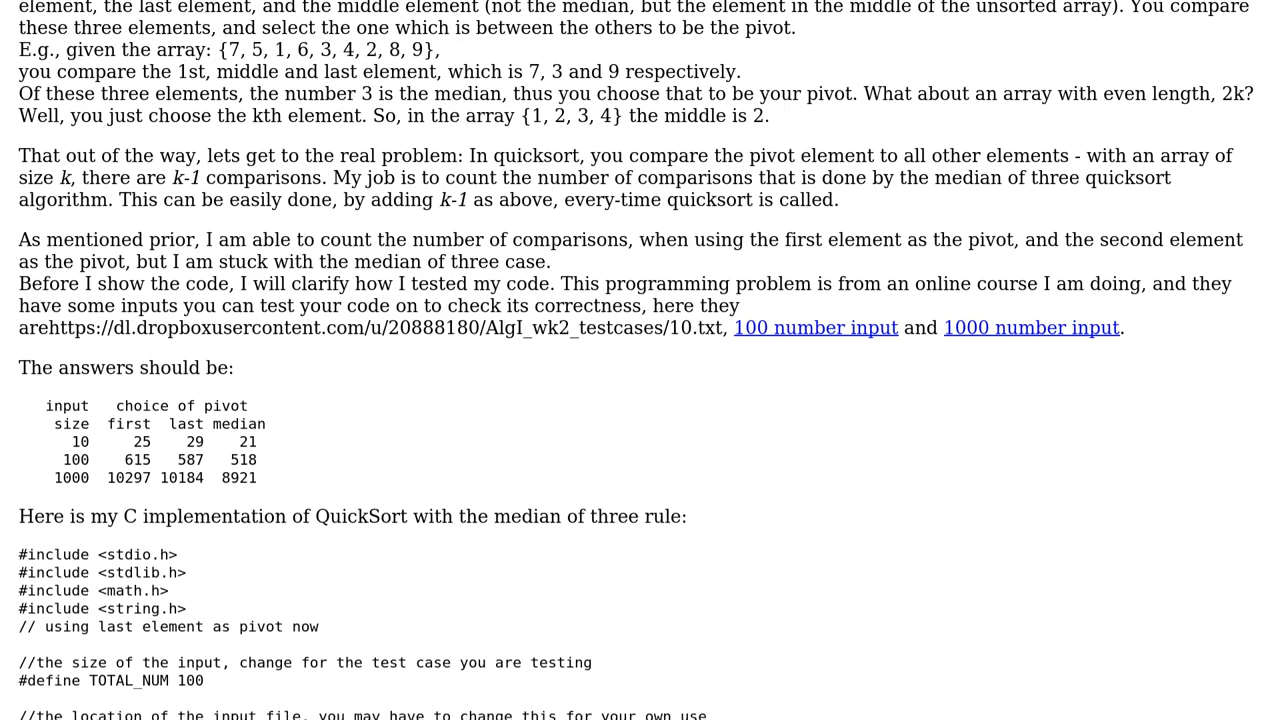 element, the last element, and the middle element (not the median, but the element in the middle of the unsorted array). You compare
these three elements, and select the one which is between the others to be the pivot.
E.g., given the array: {7, 5, 1, 6, 3, 4, 2, 8, 9},
you compare the 1st, middle and last element, which is 7, 3 and 9 respectively.
Of these three elements, the number 3 is the median, thus you choose that to be your pivot. What about an array with even length, 2k?
Well, you just choose the kth element. So, in the array {1, 2, 3, 4} the middle is 2.
That out of the way, lets get to the real problem: In quicksort, you compare the pivot element to all other elements - with an array of
size k, there are k-1 comparisons. My job is to count the number of comparisons that is done by the median of three quicksort
algorithm. This can be easily done, by adding k-1 as above, every-time quicksort is called.
As mentioned prior, I am able to count the number of comparisons, when using the first element as the pivot, and the second element
as the pivot, but I am stuck with the median of three case.
Before I show the code, I will clarify how I tested my code. This programming problem is from an online course I am doing, and they
have some inputs you can test your code on to check its correctness, here they
arehttps://dl.dropboxusercontent.com/u/20888180/AlgI_wk2_testcases/10.txt, 100 number input and 1000 number input.
The answers should be:
input choice of pivot
size first last median
10 25 29 21
100 615 587 518
1000 10297 10184 8921
Here is my C implementation of QuickSort with the median of three rule:
#include <stdio.h>
#include <stdlib.h>
#include <math.h>
#include <string.h>
// using last element as pivot now
//the size of the input, change for the test case you are testing
#define TOTAL_NUM 100
//the location of the input file, you may have to change this for your own use